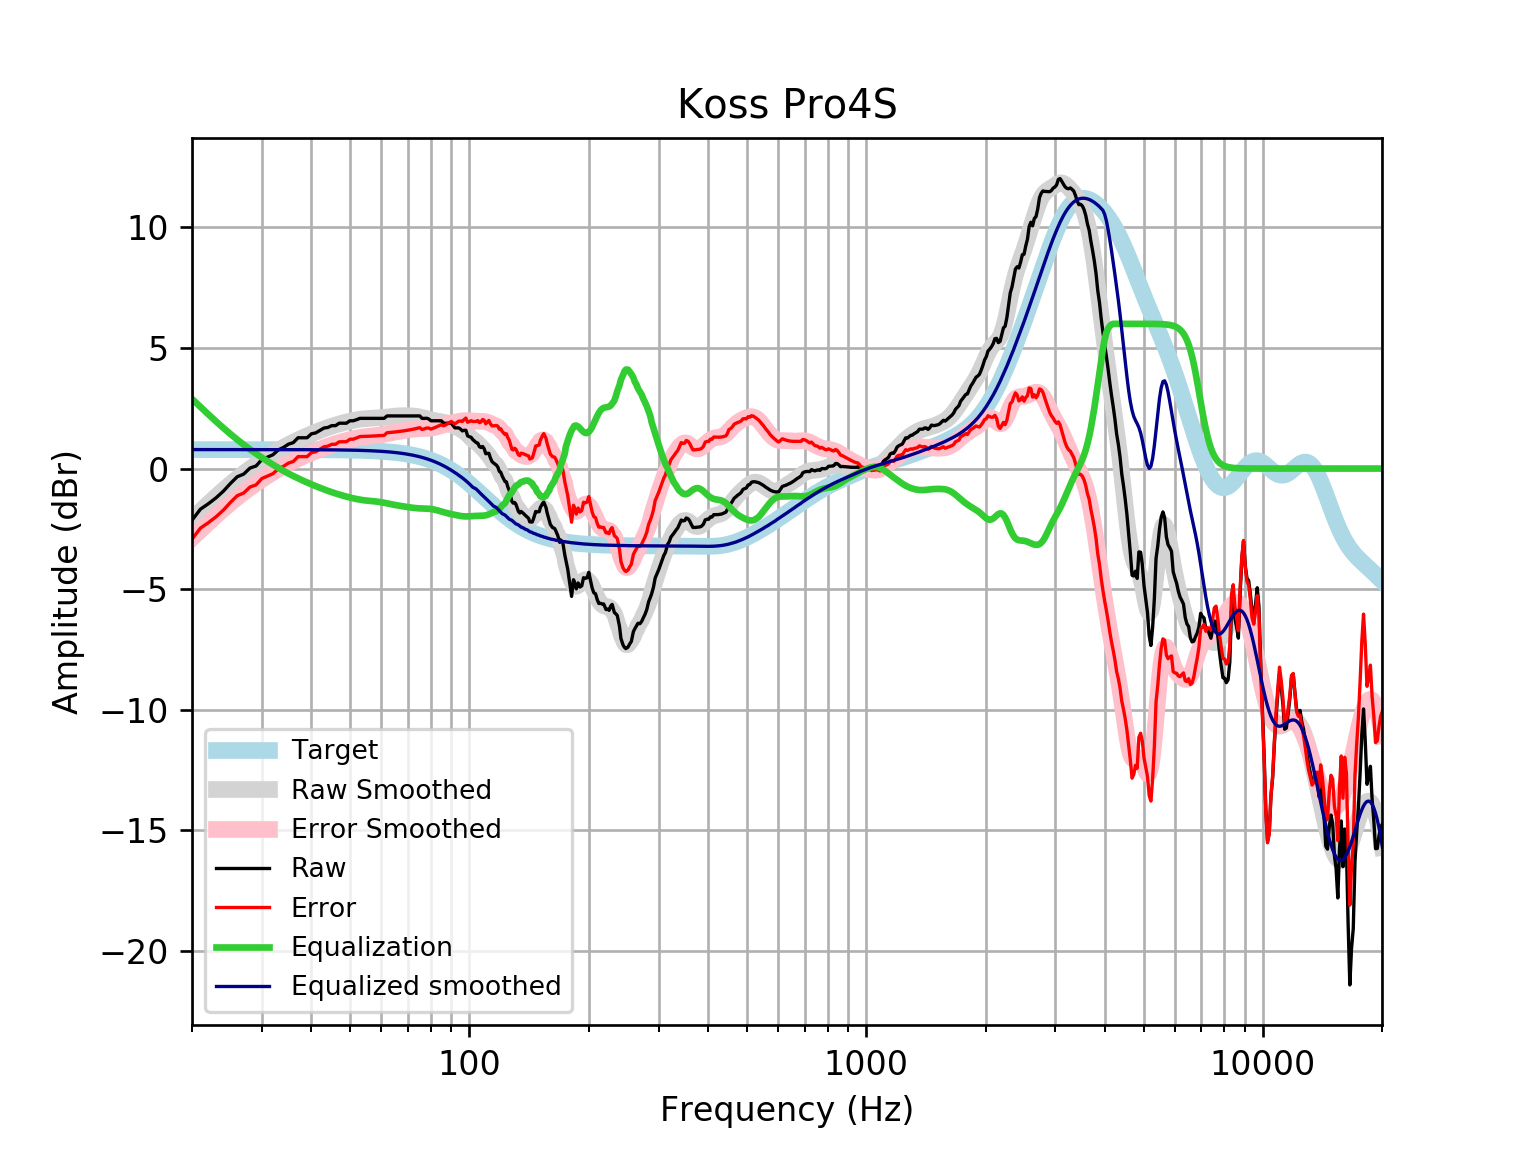 Koss Pro4S
Amplitude (dBr)
10
5
0
−5
−10
−15
−20
Target
Raw Smoothed
Error Smoothed
Raw
Error
Equalization
Equalized smoothed
100
1000
10000
Frequency (Hz)